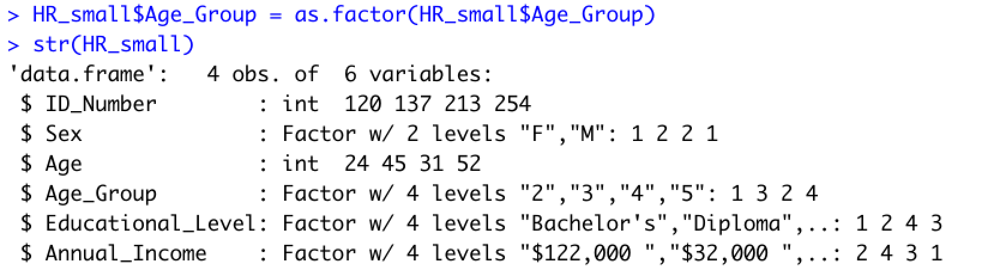 > HR_small$Age_Group = as.factor(HR_small$Age_Group)
> str(HR_small)
'data.frame':   4 obs. of  6 variables:
 $ ID_Number        : int  120 137 213 254
 $ Sex              : Factor w/ 2 levels "F","M": 1 2 2 1
 $ Age              : int  24 45 31 52
 $ Age_Group        : Factor w/ 4 levels "2","3","4","5": 1 3 2 4
 $ Educational_Level: Factor w/ 4 levels "Bachelor's","Diploma",..: 1 2 4 3
 $ Annual_Income    : Factor w/ 4 levels "$122,000 ","$32,000 ",..: 2 4 3 1